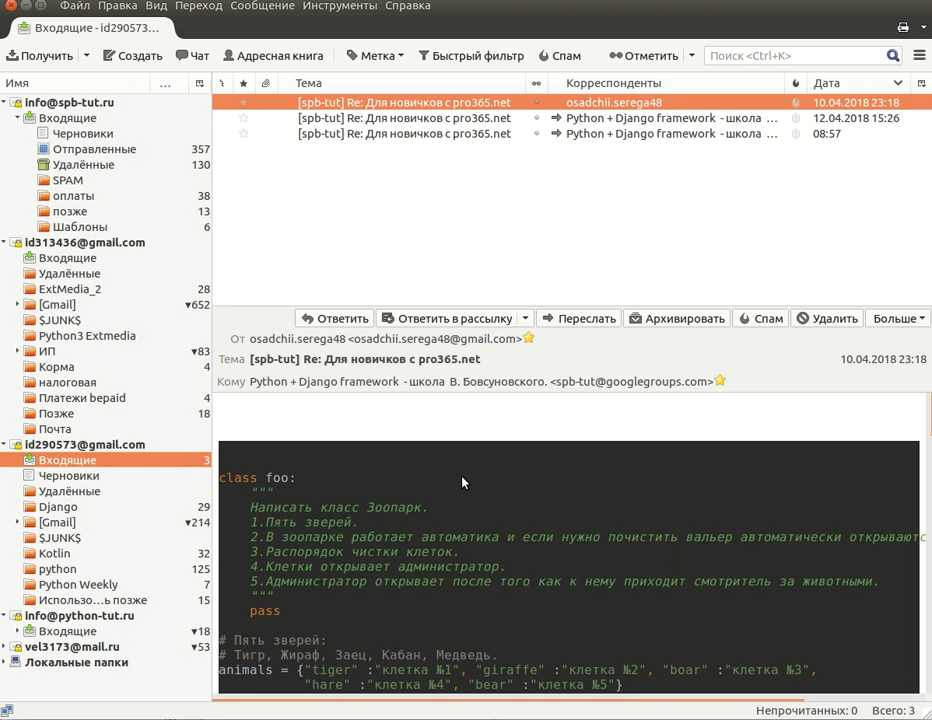 Файл Правка Вид Переход Сообщение Инструменты Справка
Входящие - id290573…
Получить Создать Чат Адресная книга Метка Быстрый фильтр Спам Отметить Поиск <Ctrl+K>
Имя … Тема Корреспонденты Дата
info@spb-tut.ru
Входящие
Черновики
Отправленные 357
Удалённые 130
SPAM
оплаты 38
позже 13
Шаблоны 6
id313436@gmail.com
Входящие
Удалённые
ExtMedia_2 28
[Gmail] ▾652
$JUNK$
Python3 Extmedia
ИП ▾83
Корма 4
налоговая
Платежи bepaid 4
Позже 18
Почта
id290573@gmail.com
Входящие 3
Черновики
Удалённые
Django 29
[Gmail] ▾214
$JUNK$
Kotlin 32
python 125
Python Weekly 7
Использо…ь позже 15
info@python-tut.ru
Входящие ▾18
vel3173@mail.ru ▾53
Локальные папки
[spb-tut] Re: Для новичков с pro365.net osadchii.serega48 10.04.2018 23:18
[spb-tut] Re: Для новичков с pro365.net Python + Django framework - школа … 12.04.2018 15:26
[spb-tut] Re: Для новичков с pro365.net Python + Django framework - школа … 08:57
Ответить Ответить в рассылку Переслать Архивировать Спам Удалить Больше
От osadchii.serega48 <osadchii.serega48@gmail.com>
Тема [spb-tut] Re: Для новичков с pro365.net 10.04.2018 23:18
Кому Python + Django framework - школа В. Бовсуновского. <spb-tut@googlegroups.com>
class foo:
"""
Написать класс Зоопарк.
1.Пять зверей.
2.В зоопарке работает автоматика и если нужно почистить вальер автоматически открываютс
3.Распорядок чистки клеток.
4.Клетки открывает администратор.
5.Администратор открывает после того как к нему приходит смотритель за животными.
"""
pass
# Пять зверей:
# Тигр, Жираф, Заец, Кабан, Медведь.
animals = {"tiger" :"клетка №1", "giraffe" :"клетка №2", "boar" :"клетка №3",
"hare" :"клетка №4", "bear" :"клетка №5"}
Непрочитанных: 0 Всего: 3